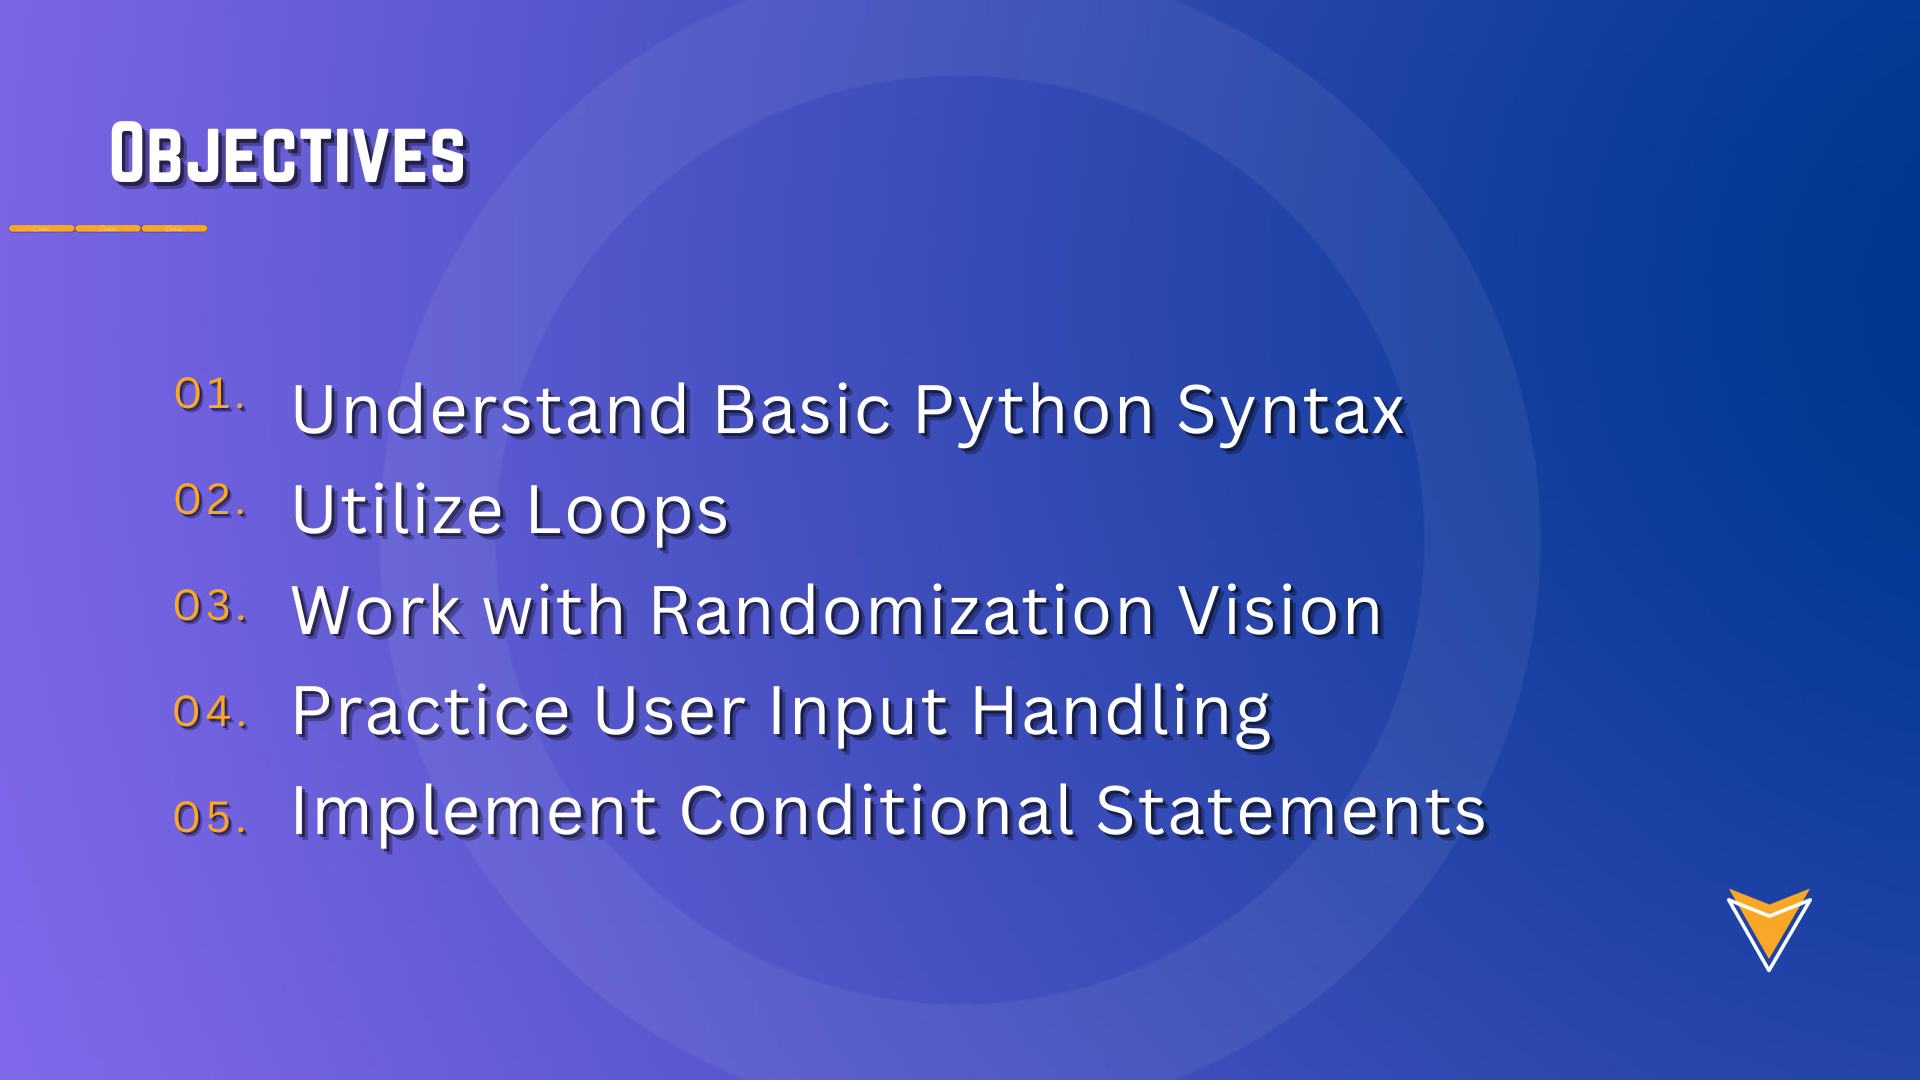 Objectives
01. Understand Basic Python Syntax
02. Utilize Loops
03. Work with Randomization Vision
04. Practice User Input Handling
05. Implement Conditional Statements